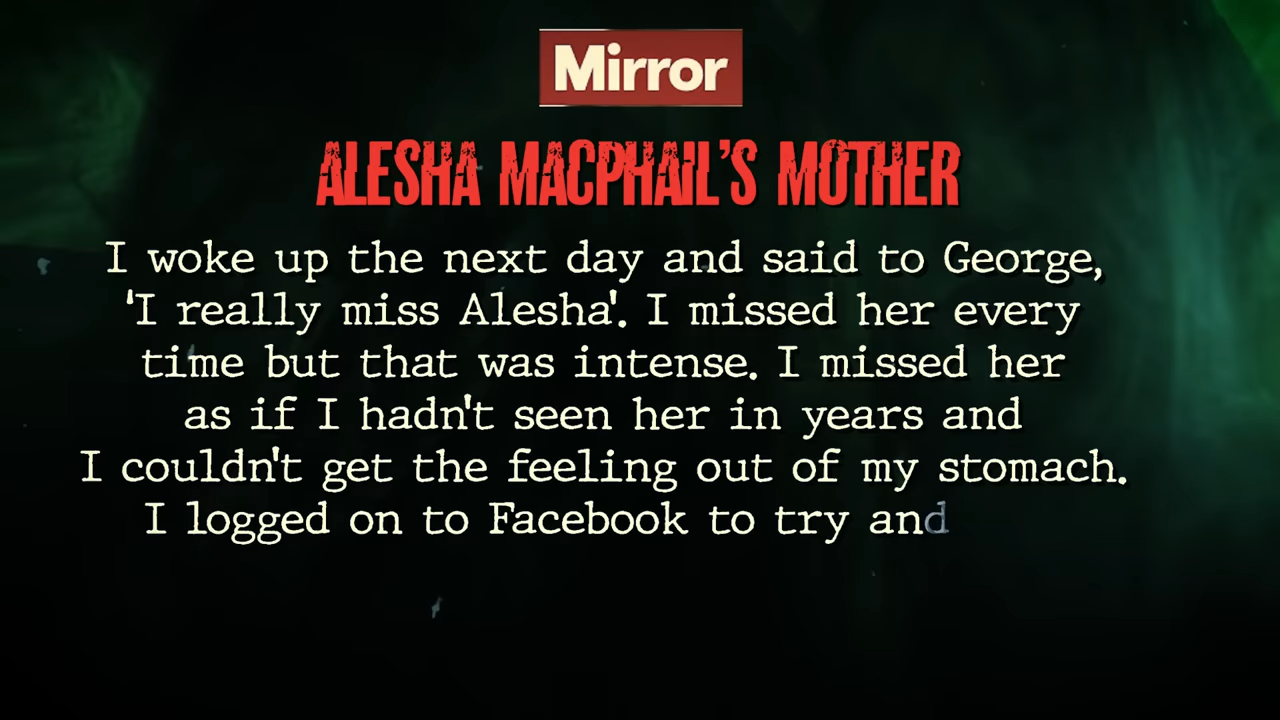 Mirror
ALESHA MACPHAIL'S MOTHER
I woke up the next day and said to George,
'I really miss Alesha'. I missed her every
time but that was intense. I missed her
as if I hadn't seen her in years and
I couldn't get the feeling out of my stomach.
I logged on to Facebook to try and